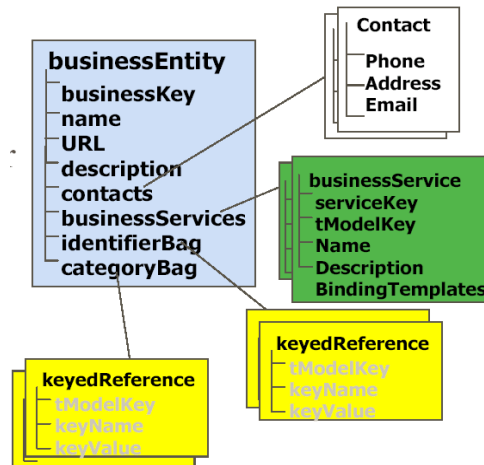 businessEntity
businessKey
name
URL
description
contacts
businessServices
identifierBag
categoryBag
Contact
Phone
Address
Email
businessService
serviceKey
tModelKey
Name
Description
BindingTemplates
keyedReference
tModelKey
keyName
keyValue
keyedReference
tModelKey
keyName
keyValue